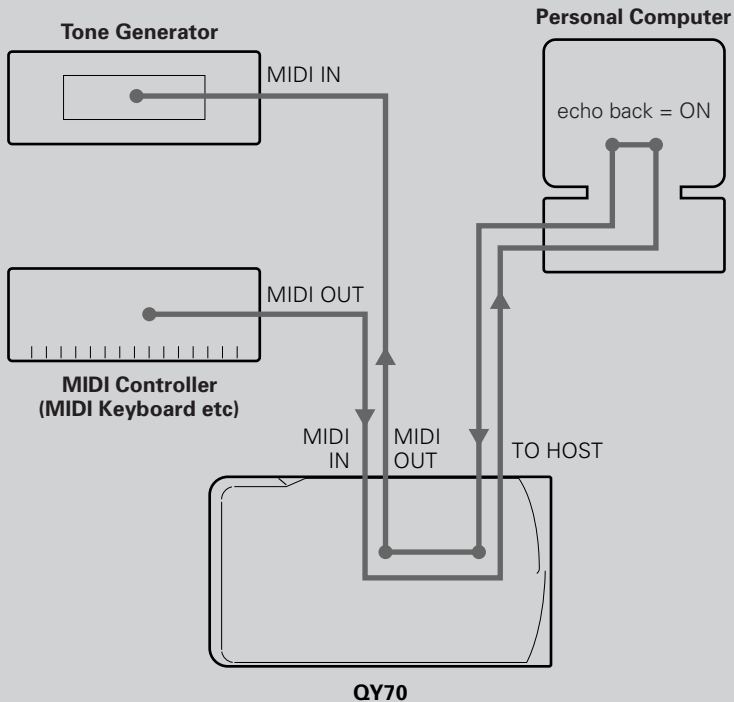 Personal Computer
Tone Generator
MIDI IN
echo back = ON
MIDI OUT
MIDI Controller
(MIDI Keyboard etc)
MIDI
IN
MIDI
OUT
TO HOST
QY70